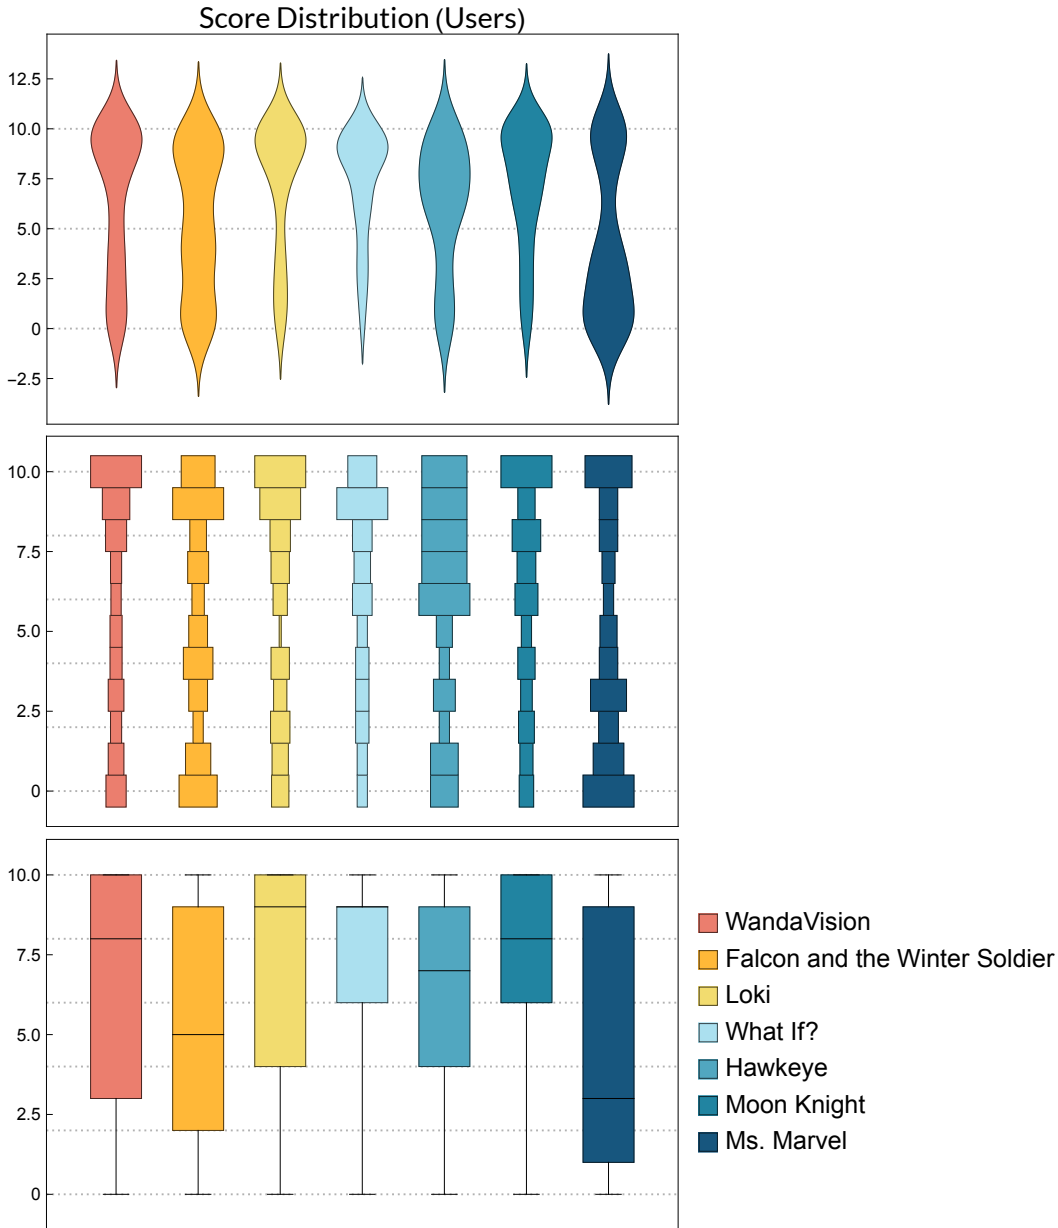 Score Distribution (Users)
12.5
10.0
7.5
5.0
2.5
0
−2.5
10.0
7.5
5.0
2.5
0
10.0
7.5
5.0
2.5
0
WandaVision
Falcon and the Winter Soldier
Loki
What If?
Hawkeye
Moon Knight
Ms. Marvel